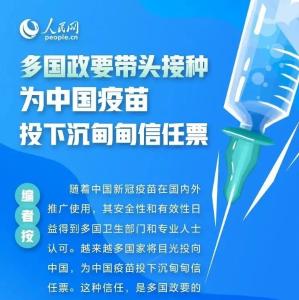 人民网
people.cn
多国政要带头接种
为中国疫苗
投下沉甸甸信任票
编者按
随着中国新冠疫苗在国内外
推广使用，其安全性和有效性日
益得到多国卫生部门和专业人士
认可。越来越多国家将目光投向
中国，为中国疫苗投下沉甸甸信
任票。这种信任，是多国政要的